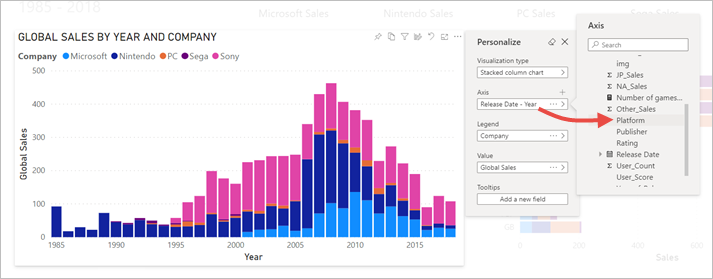 1985 - 2018
Microsoft Sales
Nintendo Sales
PC Sales
Sega Sales
GLOBAL SALES BY YEAR AND COMPANY
Company Microsoft Nintendo PC Sega Sony
500
400
300
200
100
0
Global Sales
1985 1990 1995 2000 2005 2010 2015
Year
Personalize
Visualization type
Stacked column chart
Axis
Release Date - Year
Legend
Company
Value
Global Sales
Tooltips
Add a new field
Axis
Search
img
JP_Sales
NA_Sales
Number of games...
Other_Sales
Platform
Publisher
Rating
Release Date
User_Count
User_Score
GB
0 200
Sales